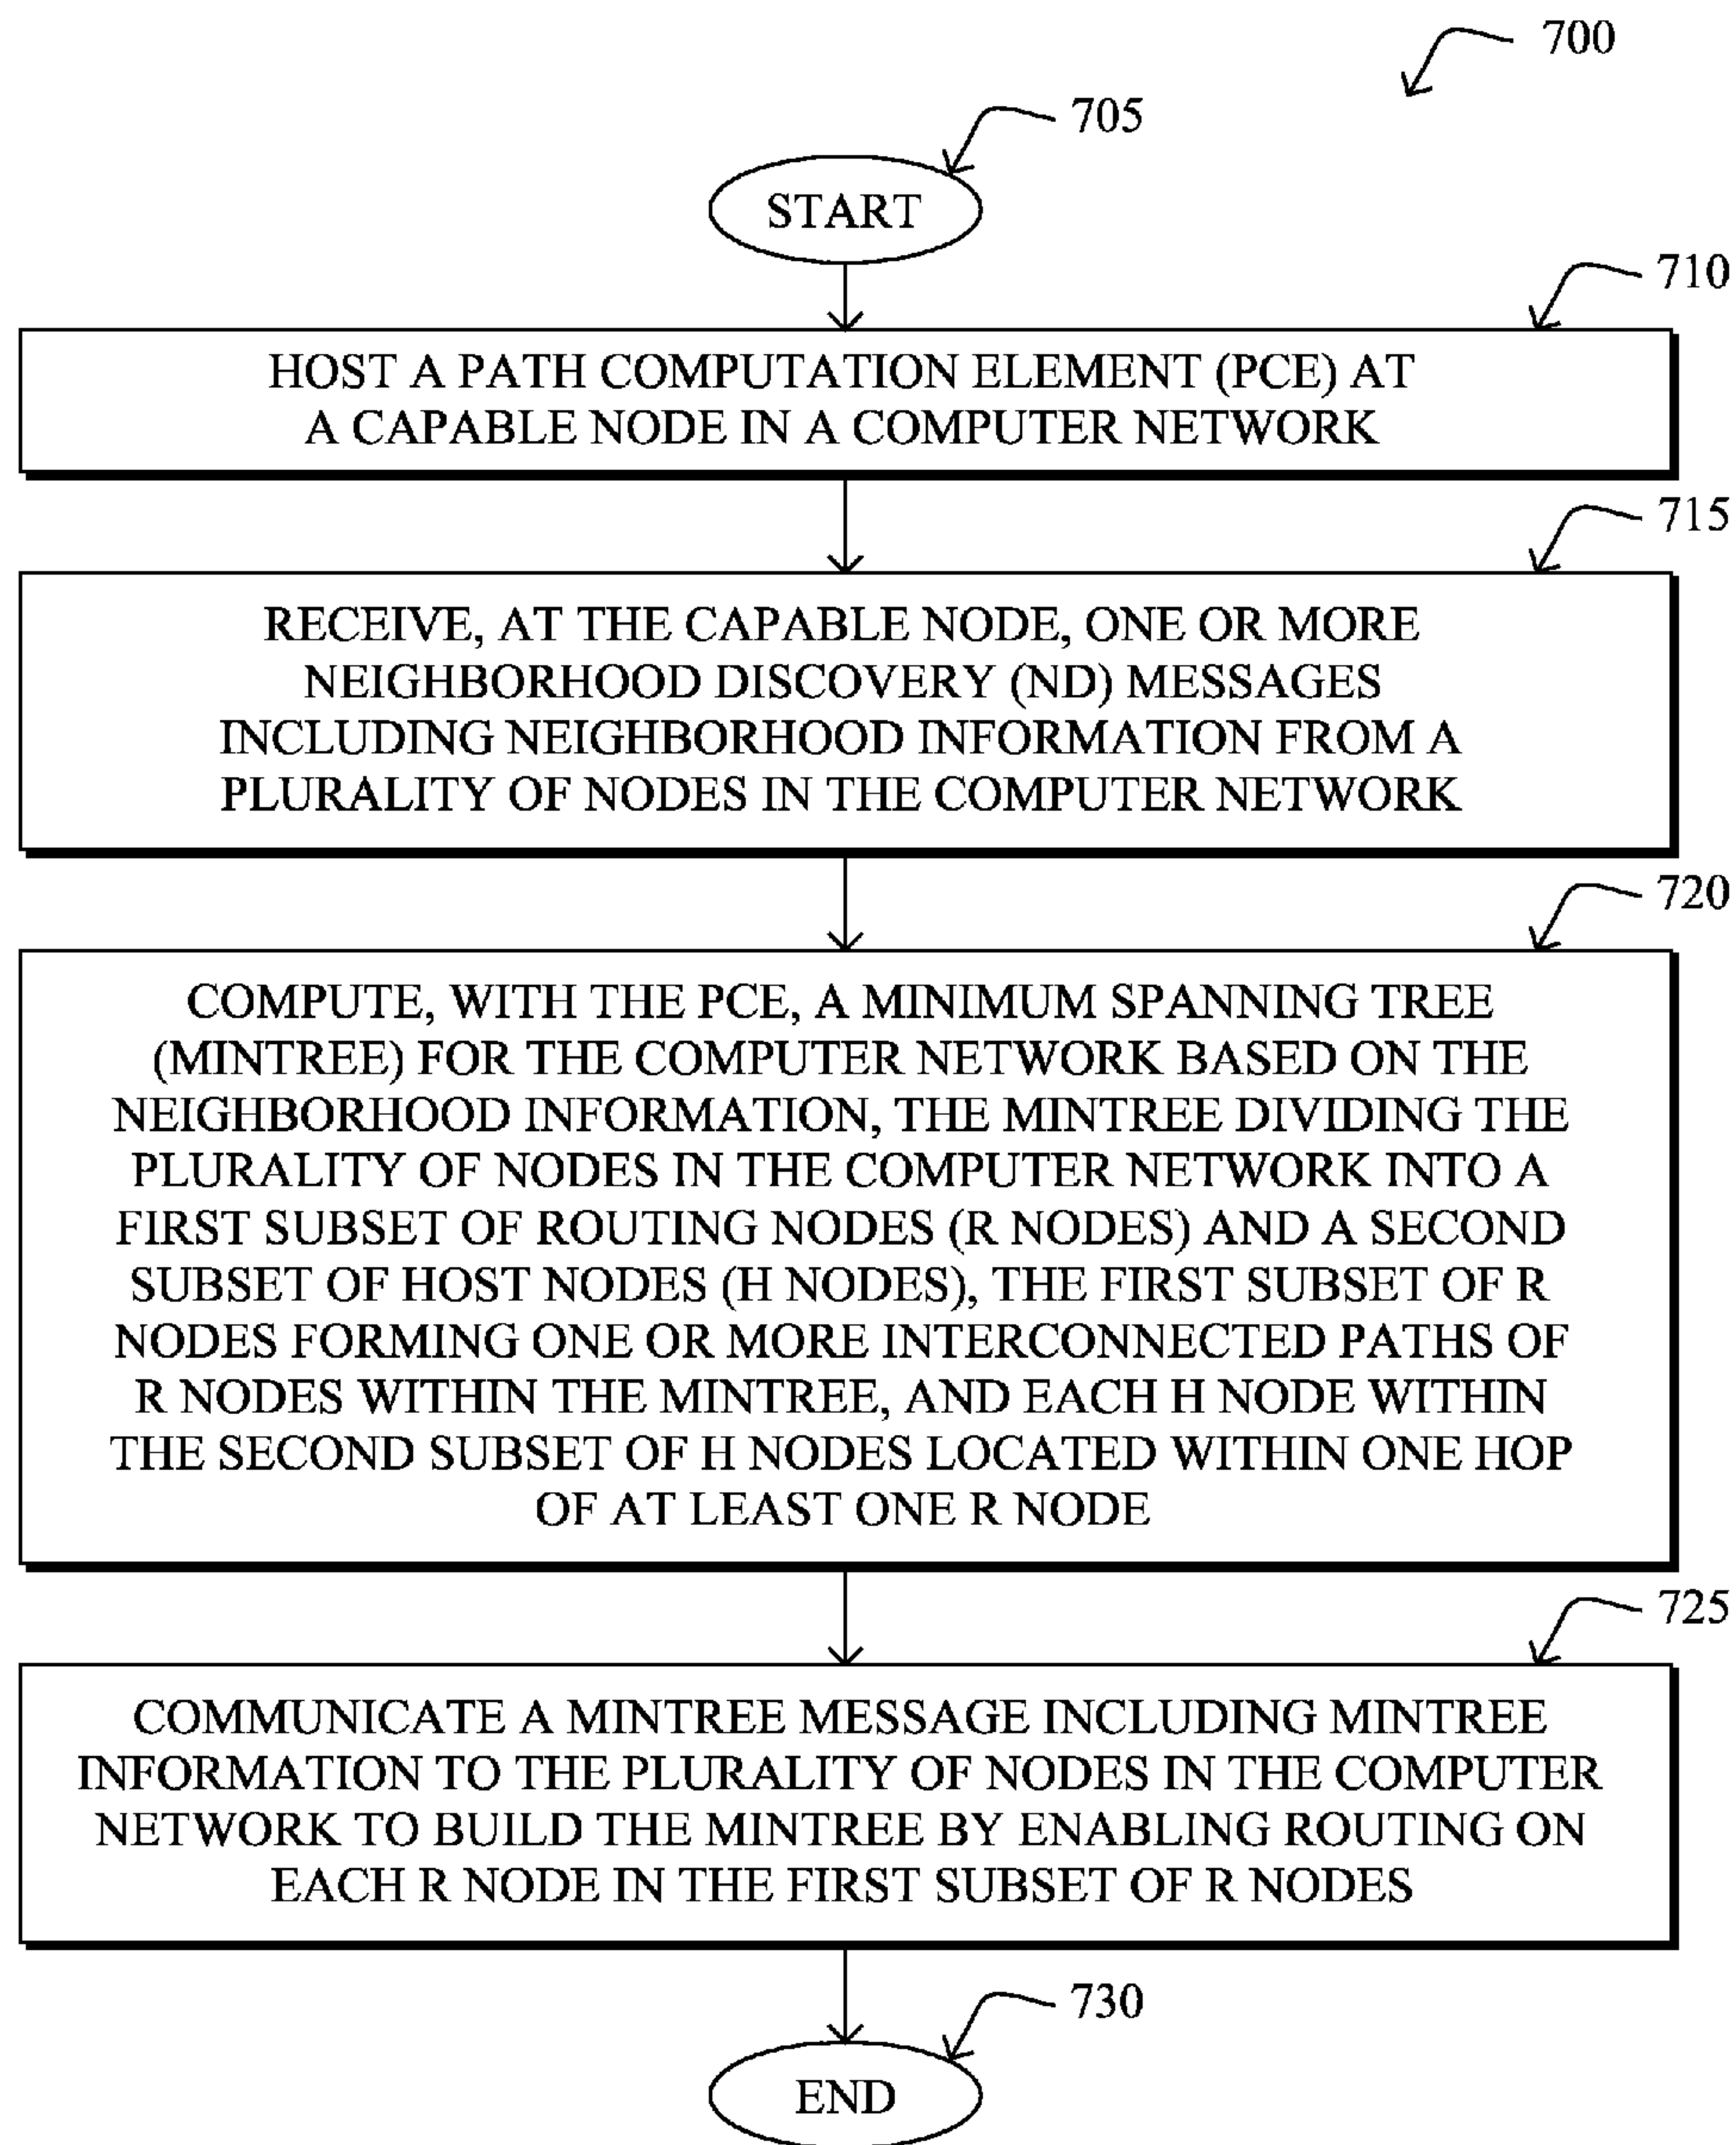 700
705
START
710
HOST A PATH COMPUTATION ELEMENT (PCE) AT
A CAPABLE NODE IN A COMPUTER NETWORK
715
RECEIVE, AT THE CAPABLE NODE, ONE OR MORE
NEIGHBORHOOD DISCOVERY (ND) MESSAGES
INCLUDING NEIGHBORHOOD INFORMATION FROM A
PLURALITY OF NODES IN THE COMPUTER NETWORK
720
COMPUTE, WITH THE PCE, A MINIMUM SPANNING TREE
(MINTREE) FOR THE COMPUTER NETWORK BASED ON THE
NEIGHBORHOOD INFORMATION, THE MINTREE DIVIDING THE
PLURALITY OF NODES IN THE COMPUTER NETWORK INTO A
FIRST SUBSET OF ROUTING NODES (R NODES) AND A SECOND
SUBSET OF HOST NODES (H NODES), THE FIRST SUBSET OF R
NODES FORMING ONE OR MORE INTERCONNECTED PATHS OF
R NODES WITHIN THE MINTREE, AND EACH H NODE WITHIN
THE SECOND SUBSET OF H NODES LOCATED WITHIN ONE HOP
OF AT LEAST ONE R NODE
725
COMMUNICATE A MINTREE MESSAGE INCLUDING MINTREE
INFORMATION TO THE PLURALITY OF NODES IN THE COMPUTER
NETWORK TO BUILD THE MINTREE BY ENABLING ROUTING ON
EACH R NODE IN THE FIRST SUBSET OF R NODES
730
END